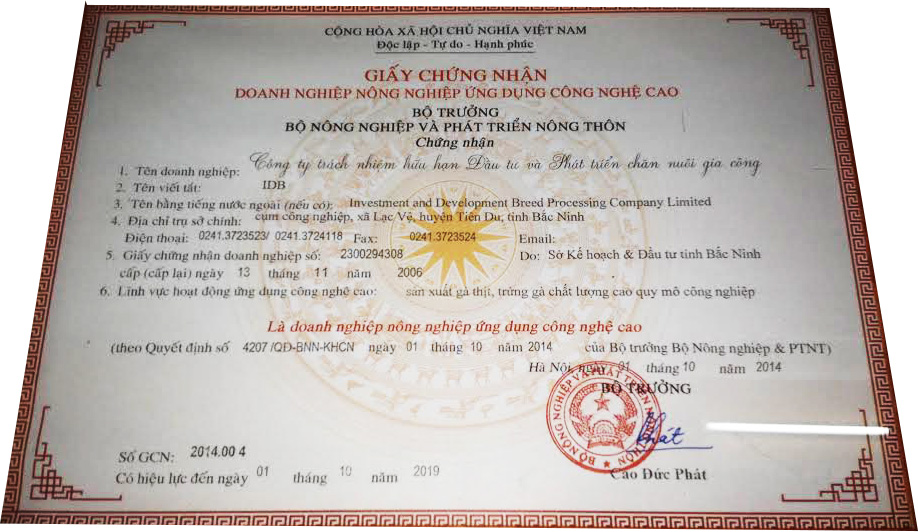 CỘNG HÒA XÃ HỘI CHỦ NGHĨA VIỆT NAM
Độc lập - Tự do - Hạnh phúc
GIẤY CHỨNG NHẬN
DOANH NGHIỆP NÔNG NGHIỆP ỨNG DỤNG CÔNG NGHỆ CAO
BỘ TRƯỞNG
BỘ NÔNG NGHIỆP VÀ PHÁT TRIỂN NÔNG THÔN
Chứng nhận
1. Tên doanh nghiệp: Công ty trách nhiệm hữu hạn Đầu tư và Phát triển chăn nuôi gia công
2. Tên viết tắt: IDB
3. Tên bằng tiếng nước ngoài (nếu có): Investment and Development Breed Processing Company Limited
4. Địa chỉ trụ sở chính: cụm công nghiệp, xã Lạc Vệ, huyện Tiên Du, tỉnh Bắc Ninh
Điện thoại: 0241.3723523/ 0241.3724118 Fax: 0241.3723524 Email:
5. Giấy chứng nhận doanh nghiệp số: 2300294308 Do: Sở Kế hoạch & Đầu tư tỉnh Bắc Ninh
cấp (cấp lại) ngày 13 tháng 11 năm 2006
6. Lĩnh vực hoạt động ứng dụng công nghệ cao: sản xuất gà thịt, trứng gà chất lượng cao quy mô công nghiệp
Là doanh nghiệp nông nghiệp ứng dụng công nghệ cao
(theo Quyết định số 4207 /QĐ-BNN-KHCN ngày 01 tháng 10 năm 2014 của Bộ trưởng Bộ Nông nghiệp & PTNT)
Hà Nội, ngày 01 tháng 10 năm 2014
BỘ TRƯỞNG
BỘ NÔNG NGHIỆP VÀ PHÁT TRIỂN NÔNG THÔN
Phát
Cao Đức Phát
Số GCN: 2014.00 4
Có hiệu lực đến ngày 01 tháng 10 năm 2019